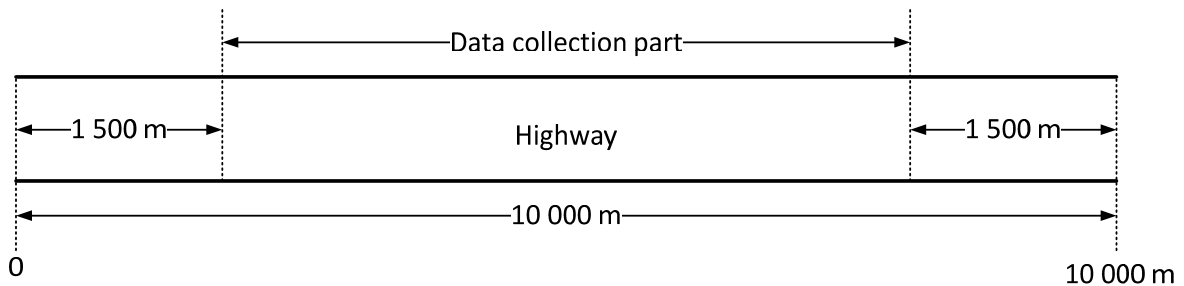 Data collection part
1 500 m
Highway
1 500 m
10 000 m
0
10 000 m